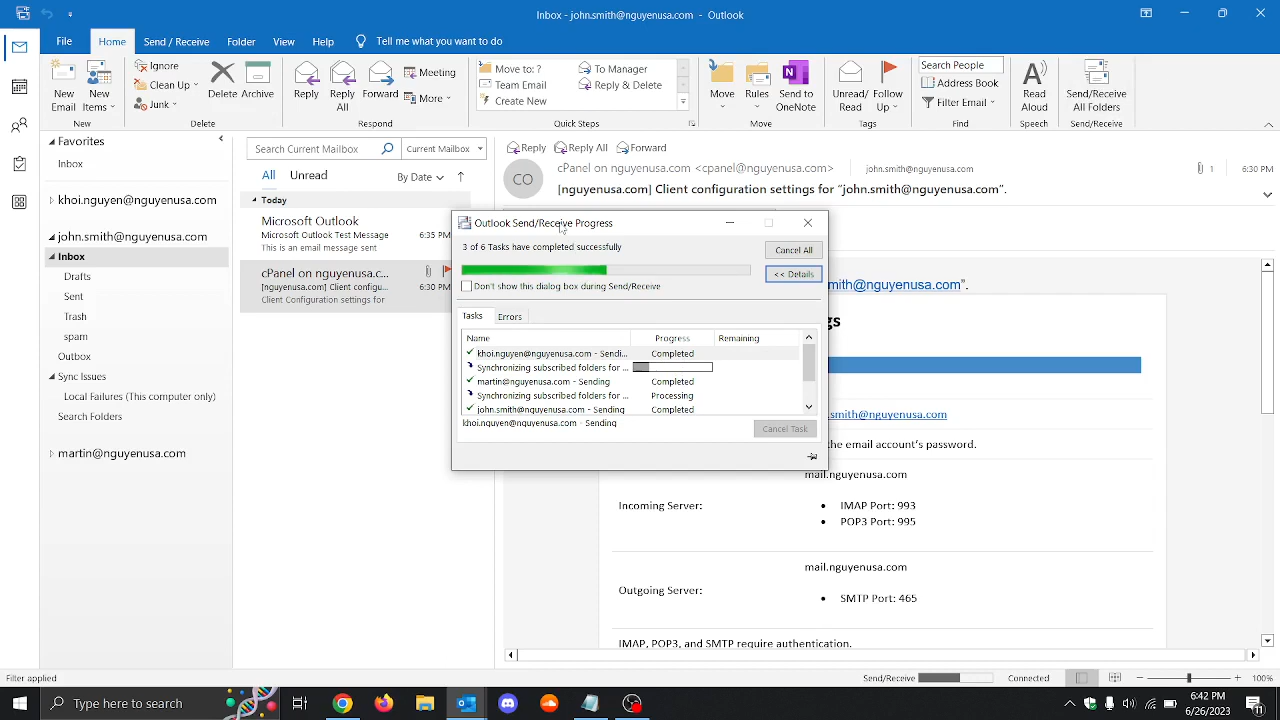 Inbox - john.smith@nguyenusa.com - Outlook
File Home Send / Receive Folder View Help Tell me what you want to do
New Email
New Items
New
Ignore
Clean Up
Junk
Delete
Archive
Delete
Reply
Reply All
Forward
Meeting
More
Respond
Move to: ?
Team Email
Create New
To Manager
Reply & Delete
Quick Steps
Move
Rules
Send to OneNote
Move
Unread/ Read
Follow Up
Tags
Search People
Address Book
Filter Email
Find
Read Aloud
Speech
Send/Receive All Folders
Send/Receive
Favorites
Inbox
khoi.nguyen@nguyenusa.com
john.smith@nguyenusa.com
Inbox
Drafts
Sent
Trash
spam
Outbox
Sync Issues
Local Failures (This computer only)
Search Folders
martin@nguyenusa.com
Search Current Mailbox
Current Mailbox
All Unread By Date
Today
Microsoft Outlook
Microsoft Outlook Test Message 6:35 PM
This is an email message sent
cPanel on nguyenusa.c...
[nguyenusa.com] Client configu... 6:30 PM
Client Configuration settings for
Reply Reply All Forward
CO
cPanel on nguyenusa.com <cpanel@nguyenusa.com>
john.smith@nguyenusa.com
1
6:30 PM
[nguyenusa.com] Client configuration settings for “john.smith@nguyenusa.com”.
Outlook Send/Receive Progress
3 of 6 Tasks have completed successfully
Cancel All
<< Details
Don't show this dialog box during Send/Receive
Tasks Errors
Name Progress Remaining
khoi.nguyen@nguyenusa.com - Sendi... Completed
Synchronizing subscribed folders for ...
martin@nguyenusa.com - Sending Completed
Synchronizing subscribed folders for ... Processing
john.smith@nguyenusa.com - Sending Completed
khoi.nguyen@nguyenusa.com - Sending
Cancel Task
mith@nguyenusa.com”.
gs
.smith@nguyenusa.com
the email account’s password.
mail.nguyenusa.com
Incoming Server:
• IMAP Port: 993
• POP3 Port: 995
mail.nguyenusa.com
Outgoing Server:
• SMTP Port: 465
IMAP, POP3, and SMTP require authentication.
Filter applied
Send/Receive
Connected
100%
Type here to search
6:42 PM
6/26/2023
11